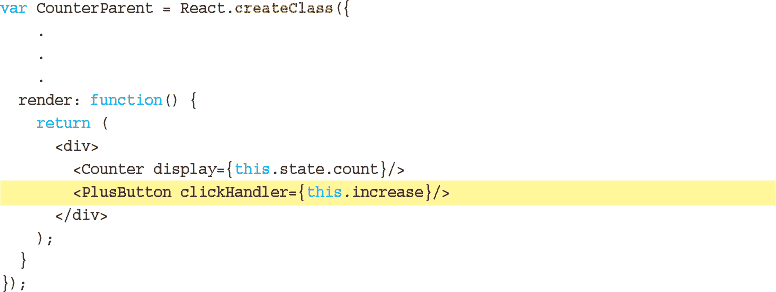 var CounterParent = React.createClass({
    .
    .
    .
  render: function() {
    return (
      <div>
        <Counter display={this.state.count}/>
        <PlusButton clickHandler={this.increase}/>
      </div>
    );
  }
});